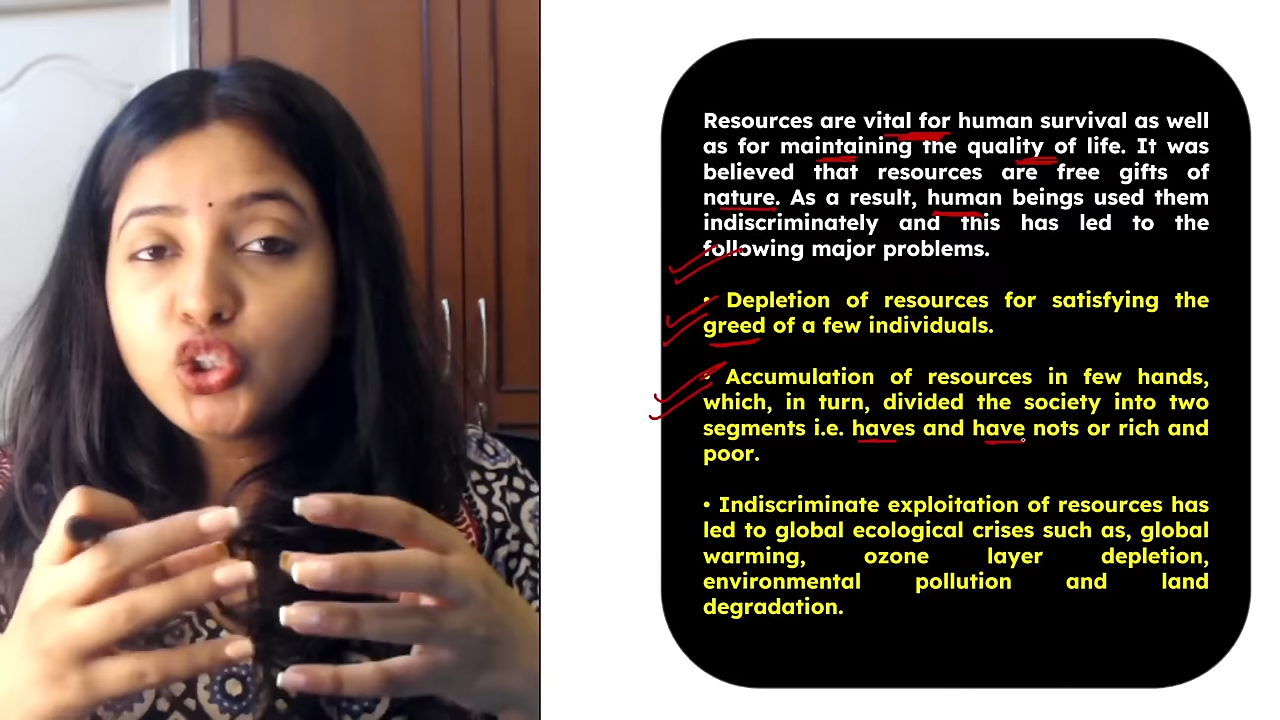 Resources are vital for human survival as well
as for maintaining the quality of life. It was
believed that resources are free gifts of
nature. As a result, human beings used them
indiscriminately and this has led to the
following major problems.
• Depletion of resources for satisfying the
greed of a few individuals.
• Accumulation of resources in few hands,
which, in turn, divided the society into two
segments i.e. haves and have nots or rich and
poor.
• Indiscriminate exploitation of resources has
led to global ecological crises such as, global
warming, ozone layer depletion,
environmental pollution and land
degradation.